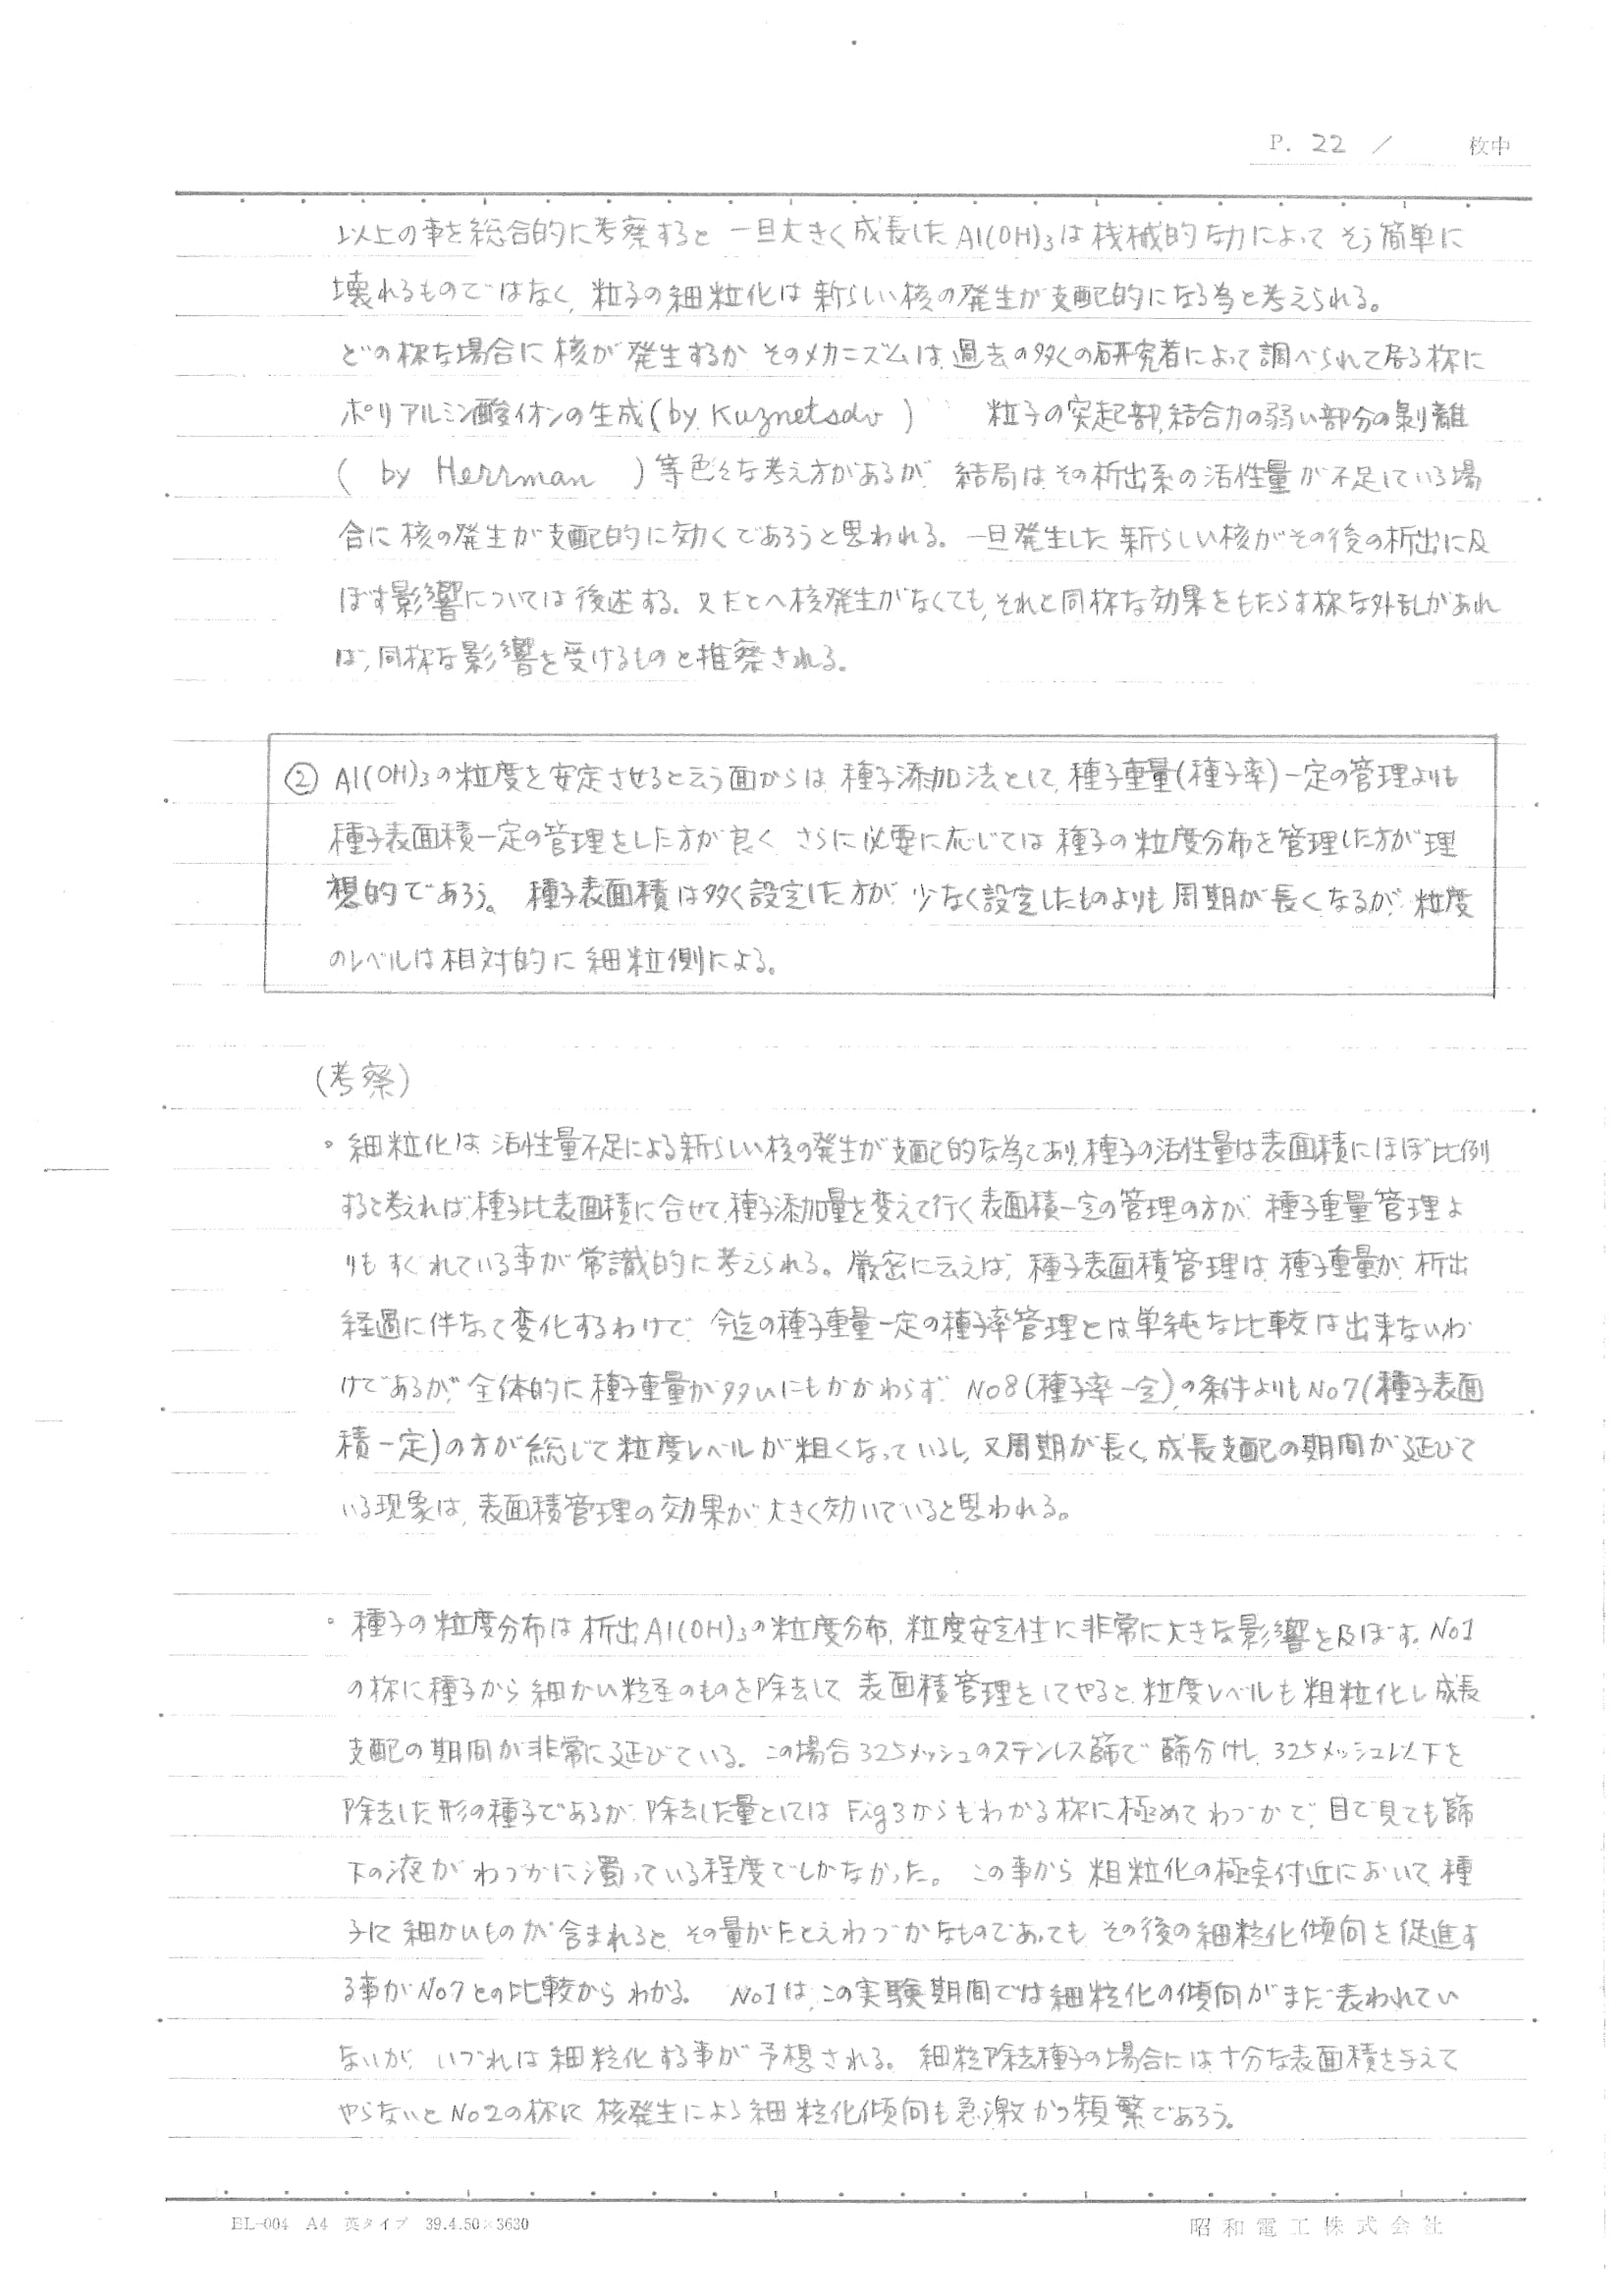 P. 22 /　　枚中
以上の事を総合的に考察すると 一旦大きく成長した Al(OH)₃は機械的な力によって そう簡単に
壊れるものではなく, 粒子の細粒化は 新らしい核の発生が支配的になる為と考えられる。
どの様な場合に 核が発生するか そのメカニズムは, 過去の多くの研究者によって調べられて居る様に
ポリアルミン酸イオンの生成(by Kuznetsov )　粒子の突起部,結合力の弱い部分の剥離
( by Herrman ) 等色々な考え方があるが, 結局は その析出系の活性量が不足している場
合に 核の発生が支配的に効くであろうと思われる。一旦発生した 新らしい核がその後の析出に及
ぼす影響については後述する。又たとへ核発生がなくても, それと同様な効果をもたらす様な外乱があれ
ば, 同様な影響を受けるものと推察される。
② Al(OH)₃の粒度を安定させると云う面からは 種子添加法として, 種子重量(種子率)一定の管理よりも
種子表面積一定の管理をした方が良く さらに必要に応じては 種子の粒度分布を管理した方が理
想的であろう。 種子表面積は多く設定した方が 少なく設定したものよりも 周期が長くなるが, 粒度
のレベルは相対的に 細粒側による。
(考察)
。細粒化は 活性量不足による新らしい核の発生が支配的な為であり, 種子の活性量は表面積にほぼ比例
すると考えれば, 種子比表面積に合せて, 種子添加量を変えて行く表面積一定の管理の方が, 種子重量管理よ
りも すぐれている事が常識的に考えられる。厳密に云えば, 種子表面積管理は 種子重量が 析出
経過に伴なって変化するわけで, 今迄の種子重量一定の種子率管理とは単純な比較は出来ないわ
けであるが, 全体的に種子重量が多いにもかかわらず No8(種子率一定)の条件よりもNo7(種子表面
積一定)の方が総じて粒度レベルが粗くなっているし, 又周期が長く, 成長支配の期間が延びて
いる現象は, 表面積管理の効果が 大きく効いていると思われる。
。種子の粒度分布は析出Al(OH)₃の粒度分布, 粒度安定性に非常に大きな影響を及ぼす。No1
の様に種子から細かい粒径のものを除去して 表面積管理をしてやると, 粒度レベルも粗粒化し成長
支配の期間が非常に延びている。この場合325メッシュのステンレス篩で篩分けし, 325メッシュ以下を
除去した形の種子であるが, 除去した量としては Fig3からもわかる様に極めてわづかで, 目で見ても篩
下の液がわづかに濁っている程度でしかなかった。この事から 粗粒化の極点付近において, 種
子に 細かいものが含まれると その量がたとえわづかなものであっても その後の細粒化傾向を促進す
る事がNo7との比較からわかる。 No1は, この実験期間では細粒化の傾向がまだ表われてい
ないが, いづれは細粒化する事が予想される。細粒除去種子の場合には十分な表面積を与えて
やらないとNo2の様に 核発生による細粒化傾向も急激かつ頻繁であろう。
BL-004 A4 英タイプ 39.4.50×3630
昭和電工株式会社